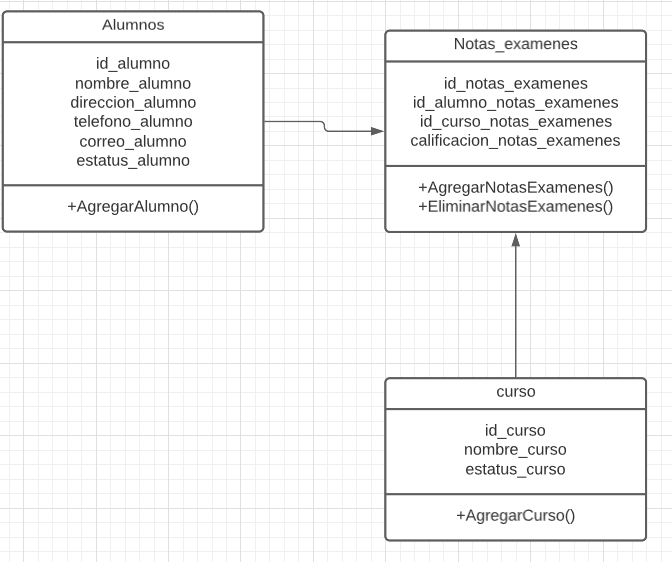 Alumnos
id_alumno
nombre_alumno
direccion_alumno
telefono_alumno
correo_alumno
estatus_alumno
+AgregarAlumno()
Notas_examenes
id_notas_examenes
id_alumno_notas_examenes
id_curso_notas_examenes
calificacion_notas_examenes
+AgregarNotasExamenes()
+EliminarNotasExamenes()
curso
id_curso
nombre_curso
estatus_curso
+AgregarCurso()